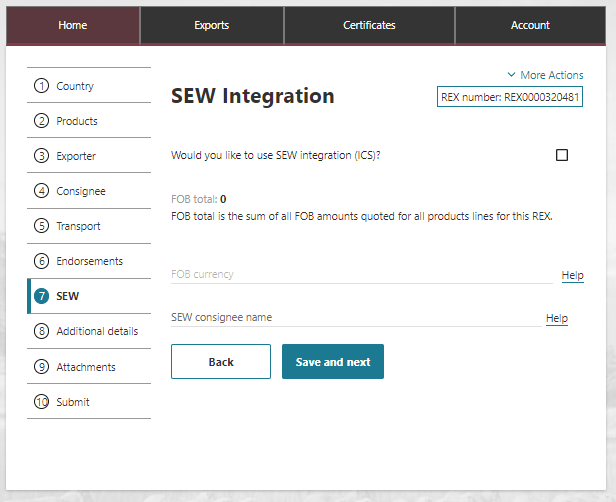 Home Exports Certificates Account
More Actions
SEW Integration
REX number: REX0000320481
1 Country
2 Products
3 Exporter
4 Consignee
5 Transport
6 Endorsements
7 SEW
8 Additional details
9 Attachments
10 Submit
Would you like to use SEW integration (ICS)?
FOB total: 0
FOB total is the sum of all FOB amounts quoted for all products lines for this REX.
FOB currency Help
SEW consignee name Help
Back Save and next